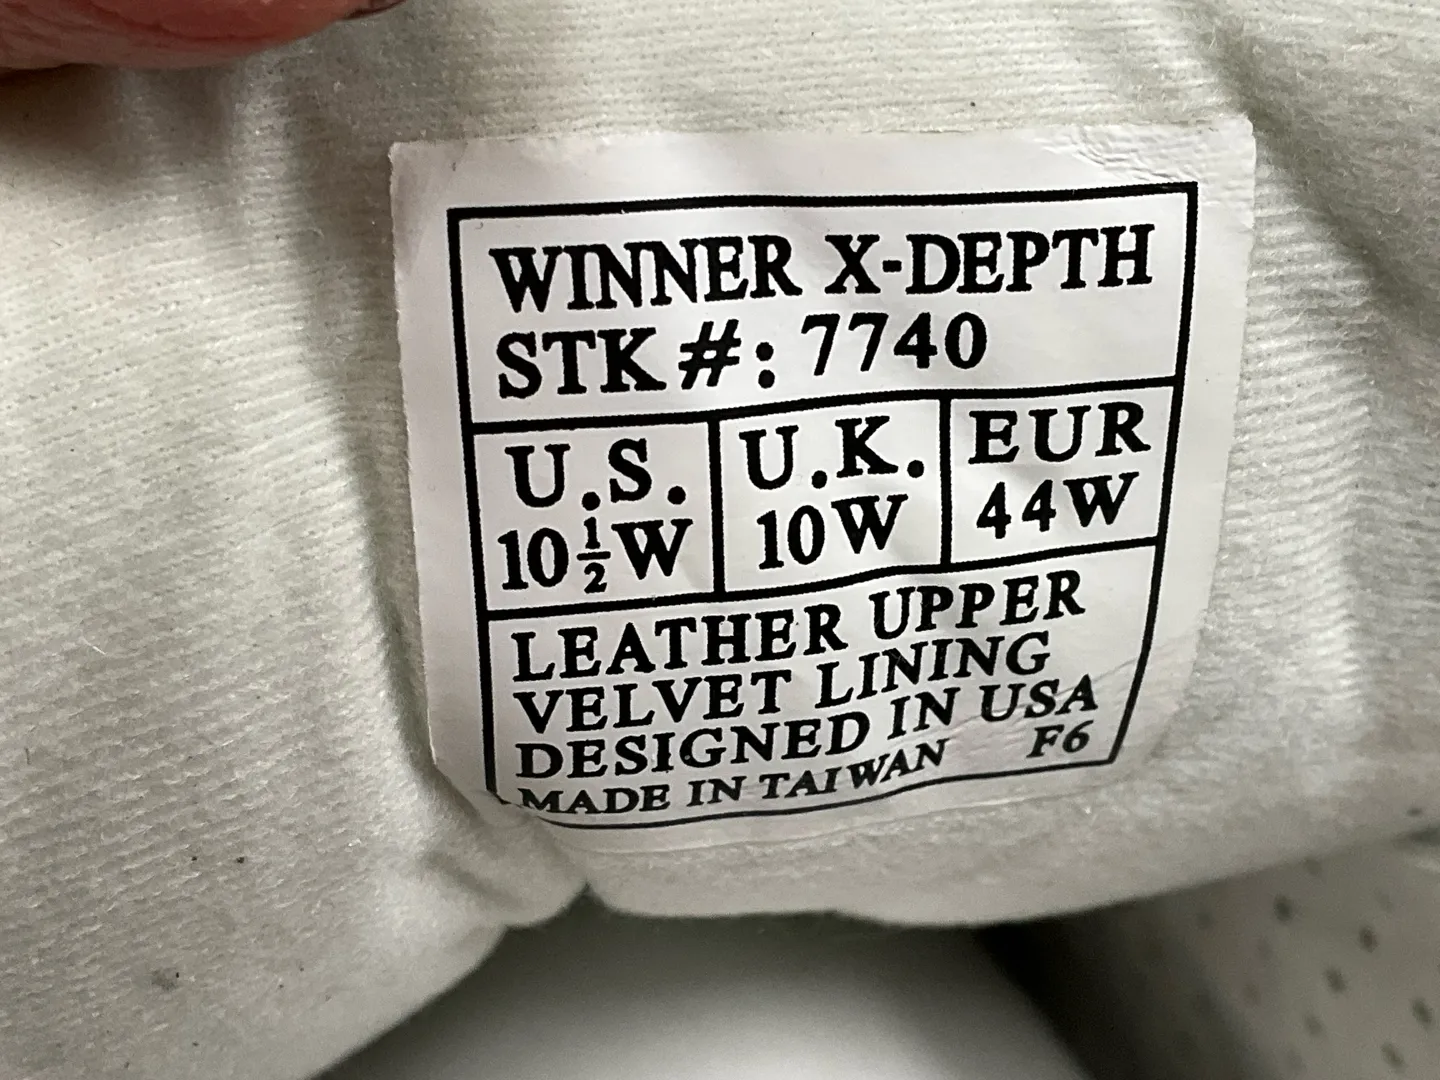 WINNER X-DEPTH
STK #: 7740
U.S. U.K. EUR
10½W 10W 44W
LEATHER UPPER
VELVET LINING
DESIGNED IN USA
MADE IN TAIWAN F6